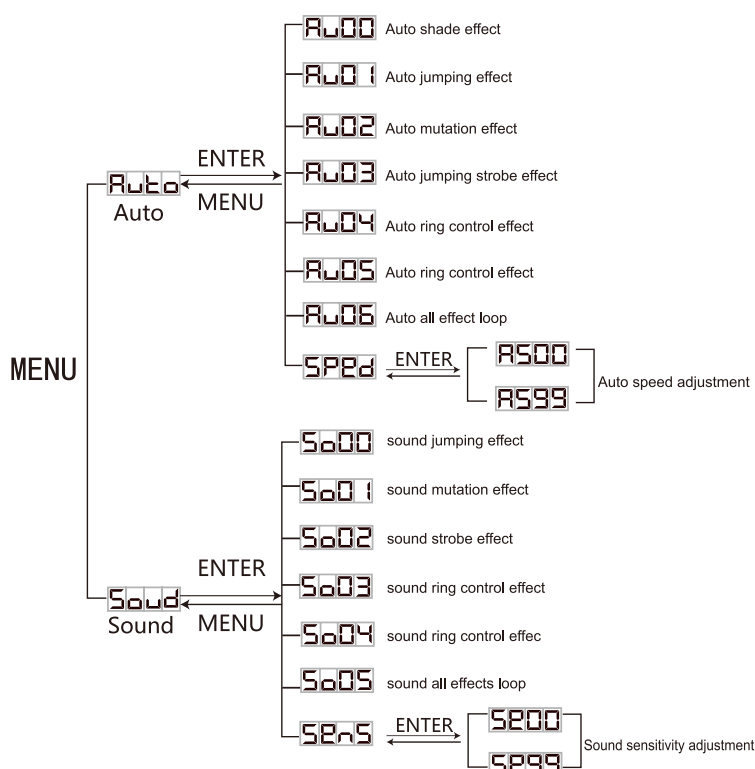 Au00 Auto shade effect
Au01 Auto jumping effect
Au02 Auto mutation effect
Auto
Auto
ENTER
MENU
Au03 Auto jumping strobe effect
Au04 Auto ring control effect
Au05 Auto ring control effect
Au06 Auto all effect loop
MENU
SPEd ENTER
AS00
AS99
Auto speed adjustment
So00 sound jumping effect
So01 sound mutation effect
So02 sound strobe effect
Soud
Sound
ENTER
MENU
So03 sound ring control effect
So04 sound ring control effec
So05 sound all effects loop
SEnS ENTER
SE00
SE99
Sound sensitivity adjustment